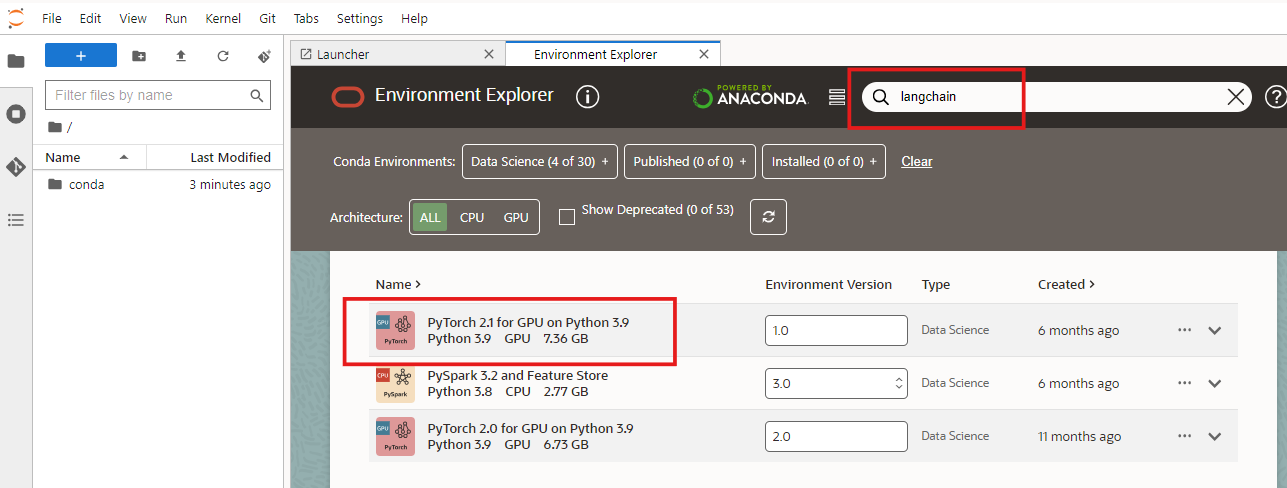 File Edit View Run Kernel Git Tabs Settings Help
+
Launcher
Environment Explorer
Filter files by name
/
Name Last Modified
conda 3 minutes ago
Environment Explorer
POWERED BY
ANACONDA
langchain
Conda Environments: Data Science (4 of 30) + Published (0 of 0) + Installed (0 of 0) + Clear
Architecture: ALL CPU GPU Show Deprecated (0 of 53)
Name > Environment Version Type Created >
GPU
PyTorch
PyTorch 2.1 for GPU on Python 3.9
Python 3.9 GPU 7.36 GB
1.0 Data Science 6 months ago
CPU
PySpark
PySpark 3.2 and Feature Store
Python 3.8 CPU 2.77 GB
3.0 Data Science 6 months ago
GPU
PyTorch
PyTorch 2.0 for GPU on Python 3.9
Python 3.9 GPU 6.73 GB
2.0 Data Science 11 months ago